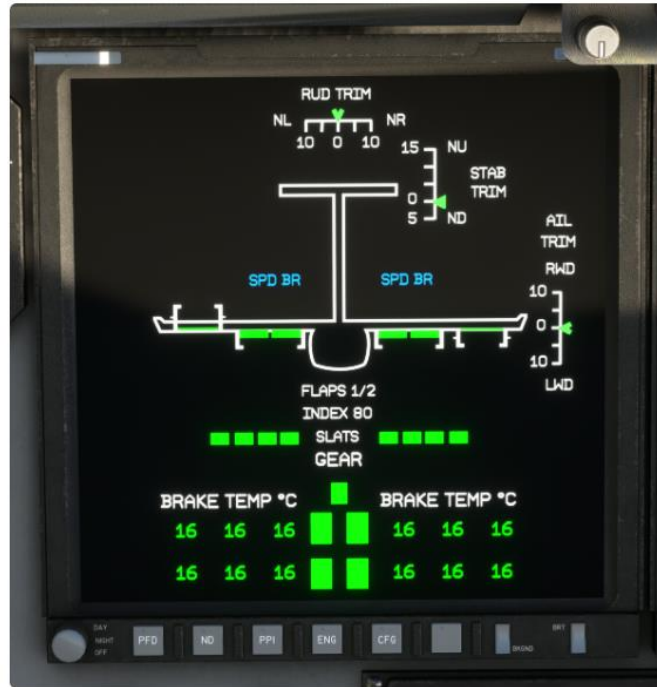 RUD TRIM
NL NR
10 0 10
15 NU
STAB
TRIM
0
5 ND
AIL
TRIM
RWD
10
0
10
LWD
SPD BR SPD BR
FLAPS 1/2
INDEX 80
SLATS
GEAR
BRAKE TEMP °C BRAKE TEMP °C
16 16 16 16 16 16
16 16 16 16 16 16
DAY
NIGHT
OFF
PFD ND PPI ENG CFG
BKGND
BRT